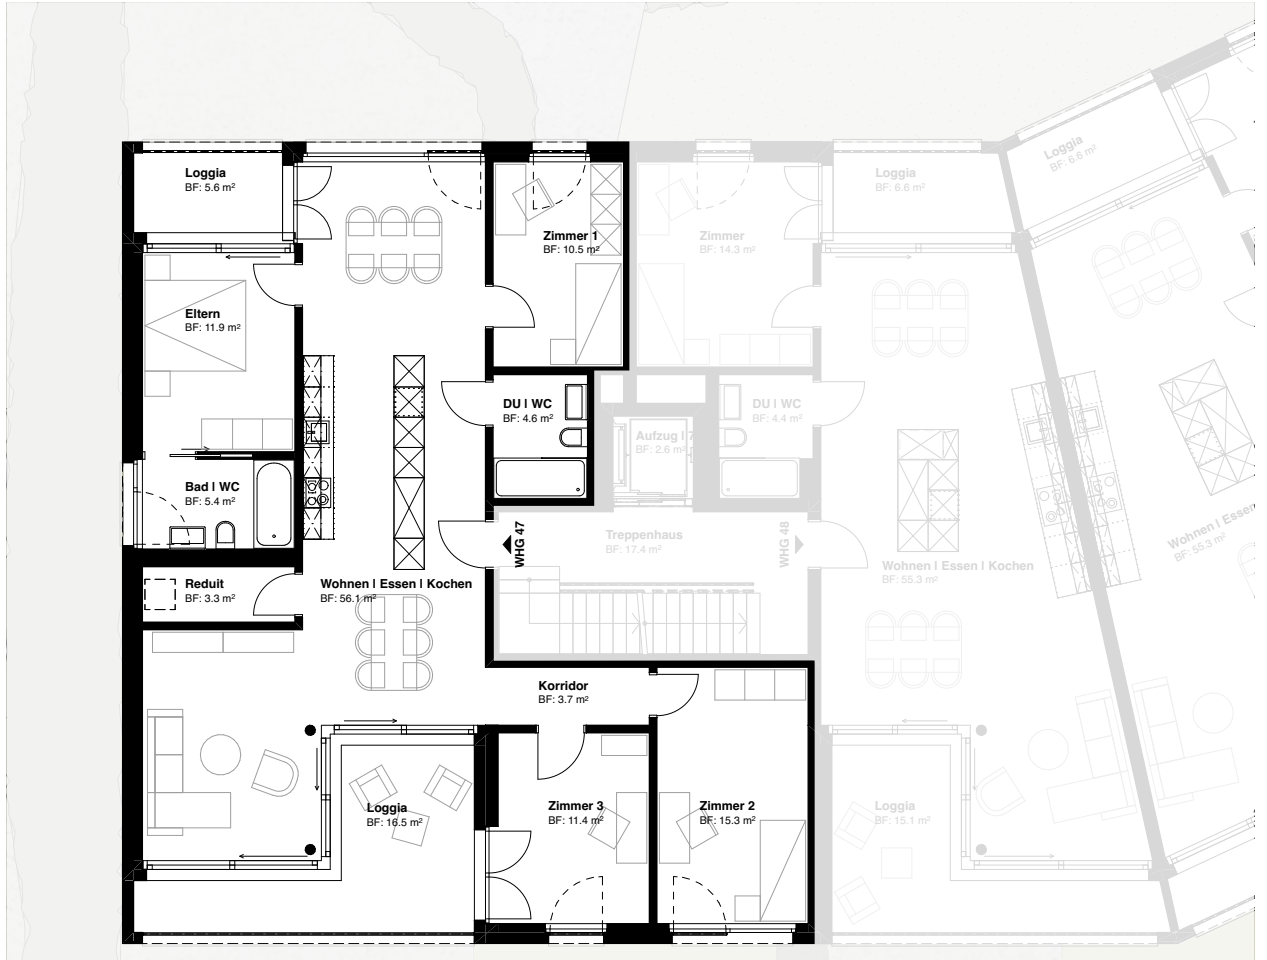 Loggia
BF: 5.6 m²
Zimmer 1
BF: 10.5 m²
Zimmer
BF: 14.3 m²
Loggia
BF: 6.6 m²
Loggia
BF: 6.6 m²
Eltern
BF: 11.9 m²
DU | WC
BF: 4.6 m²
Aufzug | 7
BF: 2.6 m²
DU | WC
BF: 4.4 m²
Bad | WC
BF: 5.4 m²
WHG 47
Treppenhaus
BF: 17.4 m²
WHG 48
Reduit
BF: 3.3 m²
Wohnen | Essen | Kochen
BF: 56.1 m²
Wohnen | Essen | Kochen
BF: 55.3 m²
Wohnen | Essen
BF: 55.3 m²
Korridor
BF: 3.7 m²
Loggia
BF: 16.5 m²
Zimmer 3
BF: 11.4 m²
Zimmer 2
BF: 15.3 m²
Loggia
BF: 15.1 m²